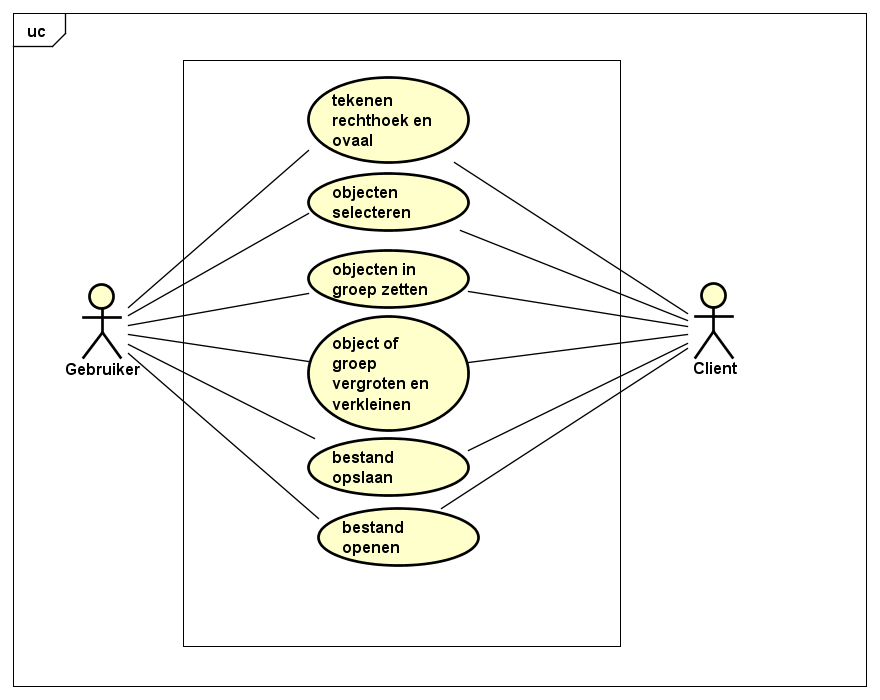 uc
tekenen
rechthoek en
ovaal
objecten
selecteren
objecten in
groep zetten
object of
groep
vergroten en
verkleinen
Gebruiker
Client
bestand
opslaan
bestand
openen